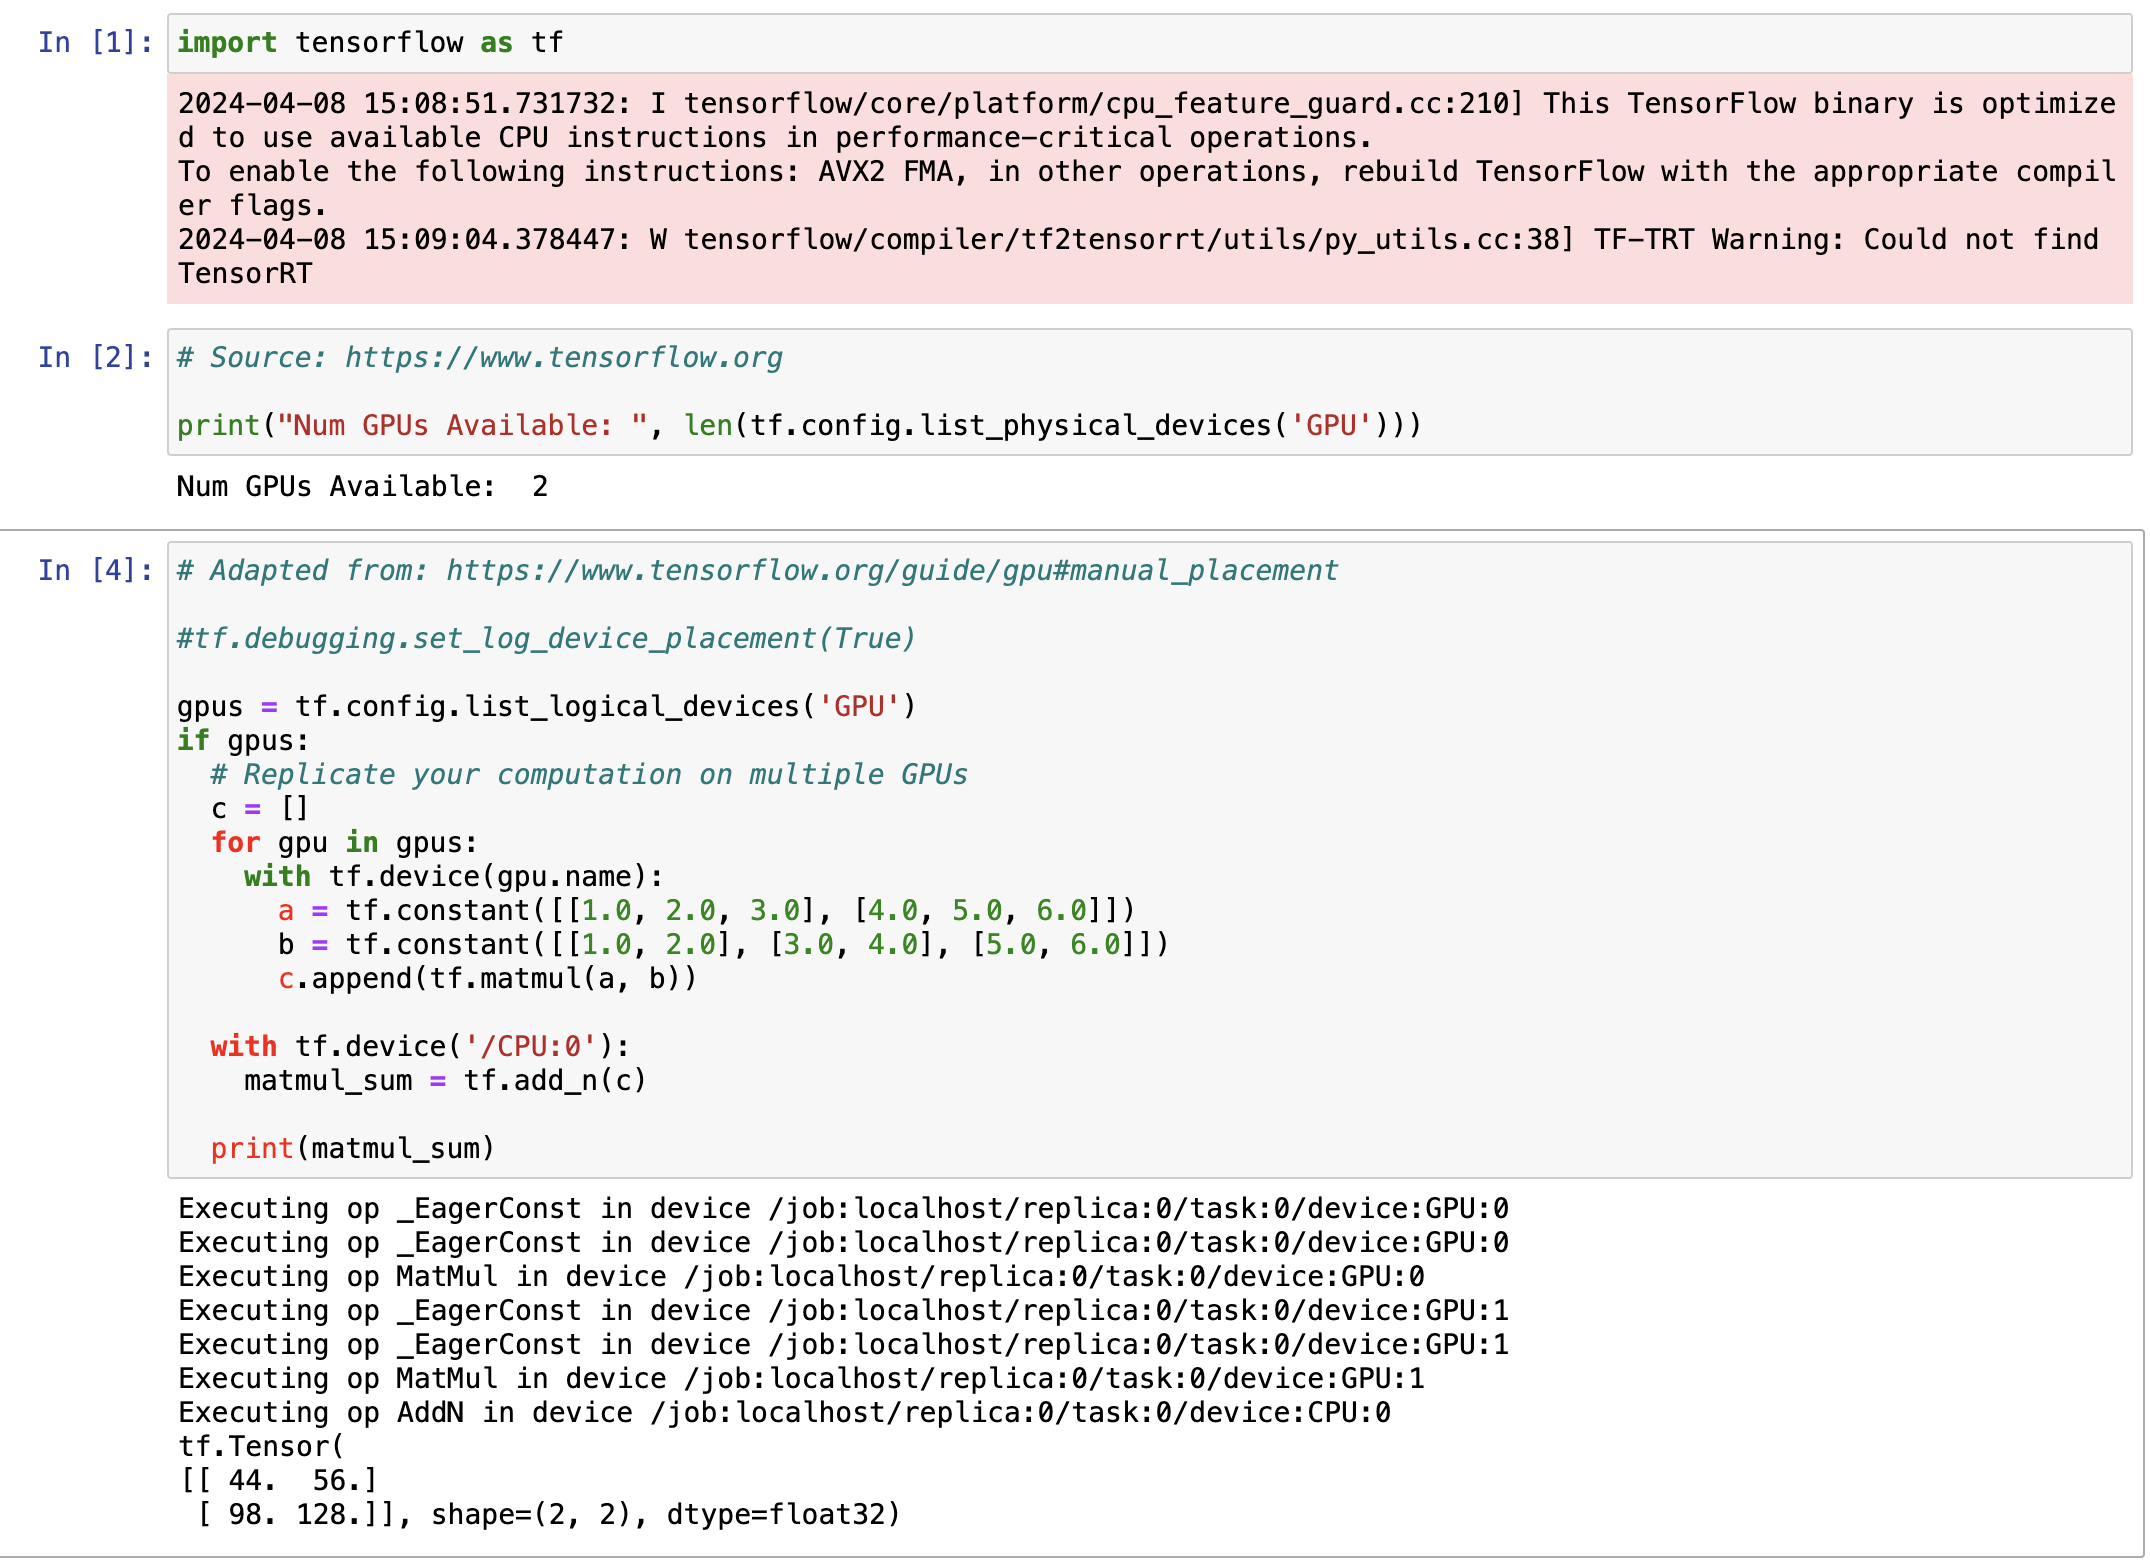 In [1]: import tensorflow as tf
2024-04-08 15:08:51.731732: I tensorflow/core/platform/cpu_feature_guard.cc:210] This TensorFlow binary is optimize
d to use available CPU instructions in performance-critical operations.
To enable the following instructions: AVX2 FMA, in other operations, rebuild TensorFlow with the appropriate compil
er flags.
2024-04-08 15:09:04.378447: W tensorflow/compiler/tf2tensorrt/utils/py_utils.cc:38] TF-TRT Warning: Could not find
TensorRT
In [2]: # Source: https://www.tensorflow.org
print("Num GPUs Available: ", len(tf.config.list_physical_devices('GPU')))
Num GPUs Available:  2
In [4]: # Adapted from: https://www.tensorflow.org/guide/gpu#manual_placement
#tf.debugging.set_log_device_placement(True)
gpus = tf.config.list_logical_devices('GPU')
if gpus:
  # Replicate your computation on multiple GPUs
  c = []
  for gpu in gpus:
    with tf.device(gpu.name):
      a = tf.constant([[1.0, 2.0, 3.0], [4.0, 5.0, 6.0]])
      b = tf.constant([[1.0, 2.0], [3.0, 4.0], [5.0, 6.0]])
      c.append(tf.matmul(a, b))
  with tf.device('/CPU:0'):
    matmul_sum = tf.add_n(c)
  print(matmul_sum)
Executing op _EagerConst in device /job:localhost/replica:0/task:0/device:GPU:0
Executing op _EagerConst in device /job:localhost/replica:0/task:0/device:GPU:0
Executing op MatMul in device /job:localhost/replica:0/task:0/device:GPU:0
Executing op _EagerConst in device /job:localhost/replica:0/task:0/device:GPU:1
Executing op _EagerConst in device /job:localhost/replica:0/task:0/device:GPU:1
Executing op MatMul in device /job:localhost/replica:0/task:0/device:GPU:1
Executing op AddN in device /job:localhost/replica:0/task:0/device:CPU:0
tf.Tensor(
[[ 44.  56.]
 [ 98. 128.]], shape=(2, 2), dtype=float32)